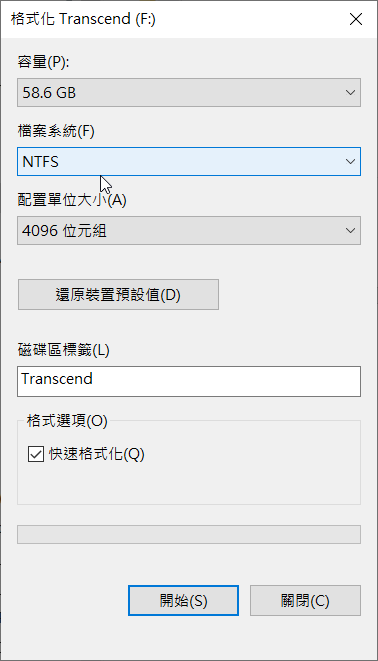 格式化 Transcend (F:)
容量(P):
58.6 GB
檔案系統(F)
NTFS
配置單位大小(A)
4096 位元組
還原裝置預設值(D)
磁碟區標籤(L)
Transcend
格式選項(O)
快速格式化(Q)
開始(S)
關閉(C)